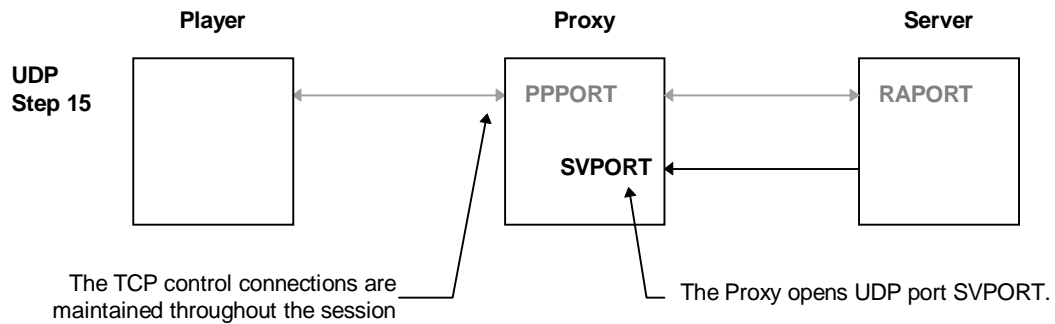 Player
Proxy
Server
UDP
Step 15
PPPORT
RAPORT
SVPORT
The TCP control connections are
maintained throughout the session
The Proxy opens UDP port SVPORT.